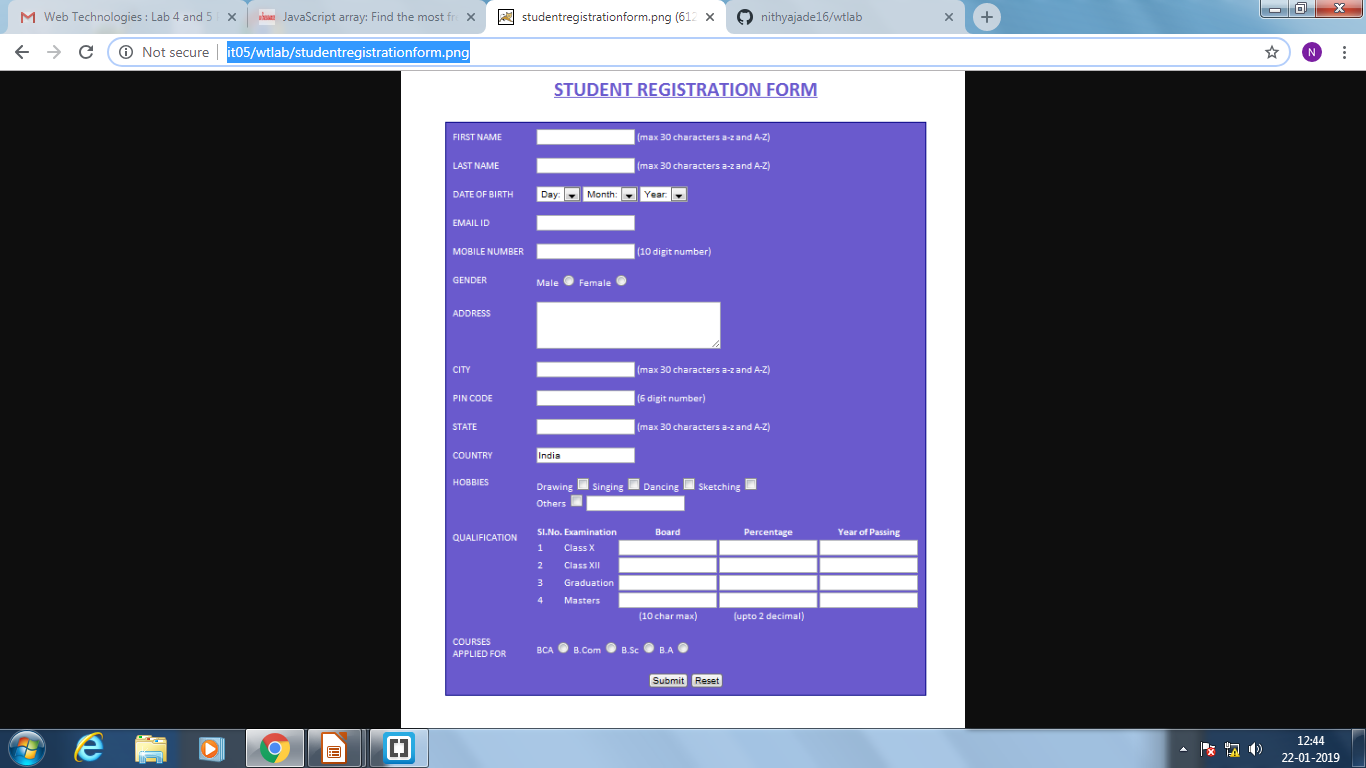 Web Technologies : Lab 4 and 5
JavaScript array: Find the most fr
studentregistrationform.png (612
nithyajade16/wtlab
Not secure
it05/wtlab/studentregistrationform.png
N
STUDENT REGISTRATION FORM
FIRST NAME (max 30 characters a-z and A-Z)
LAST NAME (max 30 characters a-z and A-Z)
DATE OF BIRTH Day: Month: Year:
EMAIL ID
MOBILE NUMBER (10 digit number)
GENDER Male Female
ADDRESS
CITY (max 30 characters a-z and A-Z)
PIN CODE (6 digit number)
STATE (max 30 characters a-z and A-Z)
COUNTRY India
HOBBIES Drawing Singing Dancing Sketching
Others
QUALIFICATION Sl.No. Examination Board Percentage Year of Passing
1 Class X
2 Class XII
3 Graduation
4 Masters
(10 char max) (upto 2 decimal)
COURSES
APPLIED FOR BCA B.Com B.Sc B.A
Submit Reset
12:44
22-01-2019